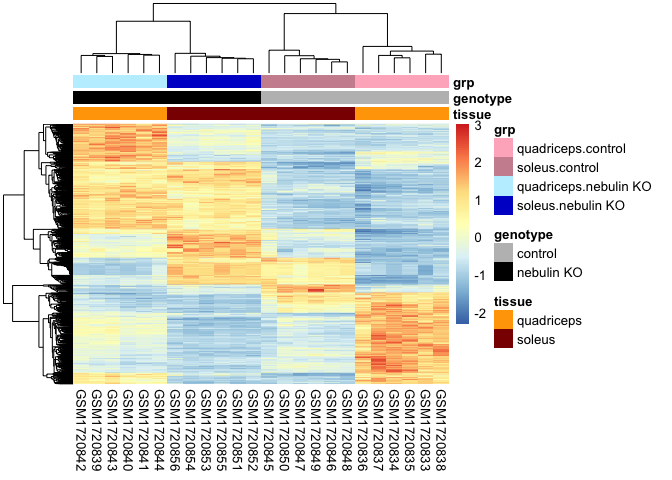 grp
genotype
tissue
3
2
1
0
-1
-2
grp
quadriceps.control
soleus.control
quadriceps.nebulin KO
soleus.nebulin KO
genotype
control
nebulin KO
tissue
quadriceps
soleus
GSM1720842
GSM1720839
GSM1720843
GSM1720840
GSM1720841
GSM1720844
GSM1720856
GSM1720854
GSM1720853
GSM1720855
GSM1720851
GSM1720852
GSM1720845
GSM1720850
GSM1720847
GSM1720849
GSM1720846
GSM1720848
GSM1720836
GSM1720837
GSM1720834
GSM1720835
GSM1720833
GSM1720838